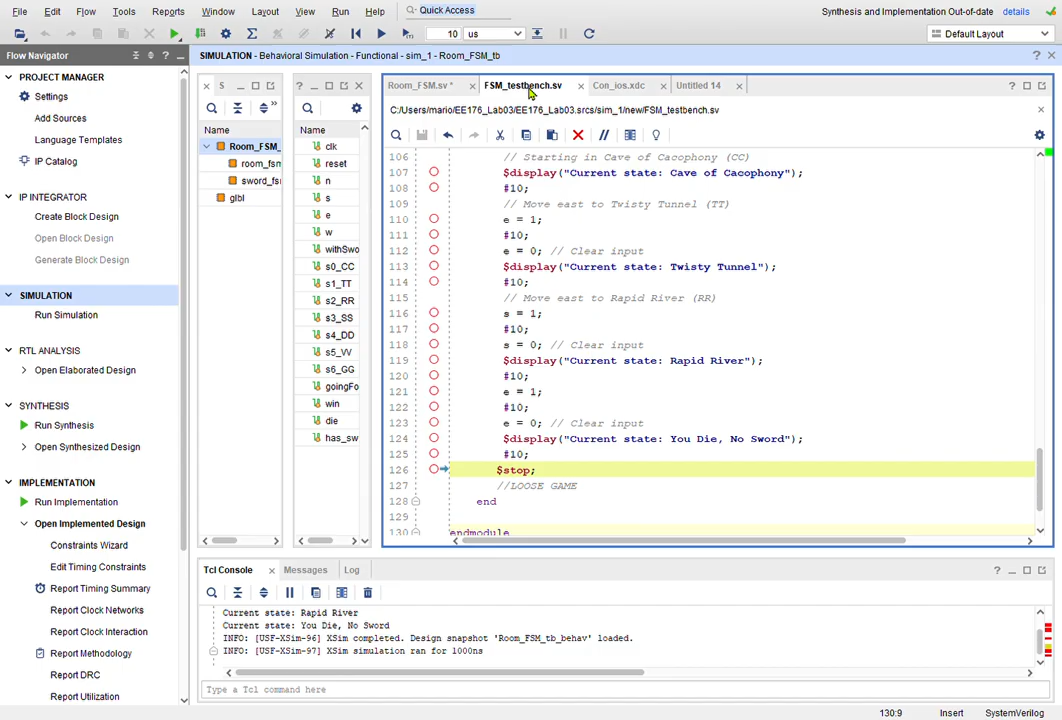 File Edit Flow Tools Reports Window Layout View Run Help Quick Access Synthesis and Implementation Out-of-date details
10 us Default Layout
Flow Navigator SIMULATION - Behavioral Simulation - Functional - sim_1 - Room_FSM_tb
PROJECT MANAGER
Settings
Add Sources
Language Templates
IP Catalog
IP INTEGRATOR
Create Block Design
Open Block Design
Generate Block Design
SIMULATION
Run Simulation
RTL ANALYSIS
Open Elaborated Design
SYNTHESIS
Run Synthesis
Open Synthesized Design
IMPLEMENTATION
Run Implementation
Open Implemented Design
Constraints Wizard
Edit Timing Constraints
Report Timing Summary
Report Clock Networks
Report Clock Interaction
Report Methodology
Report DRC
Report Utilization
S
Name
Room_FSM_
room_fsm
sword_fsm
glbl
Name
clk
reset
n
s
e
w
withSwo
s0_CC
s1_TT
s2_RR
s3_SS
s4_DD
s5_VV
s6_GG
goingFo
win
die
has_sw
Room_FSM.sv * FSM_testbench.sv Con_ios.xdc Untitled 14
C:/Users/mario/EE176_Lab03/EE176_Lab03.srcs/sim_1/new/FSM_testbench.sv
106 // Starting in Cave of Cacophony (CC)
107 $display("Current state: Cave of Cacophony");
108 #10;
109 // Move east to Twisty Tunnel (TT)
110 e = 1;
111 #10;
112 e = 0; // Clear input
113 $display("Current state: Twisty Tunnel");
114 #10;
115 // Move east to Rapid River (RR)
116 s = 1;
117 #10;
118 s = 0; // Clear input
119 $display("Current state: Rapid River");
120 #10;
121 e = 1;
122 #10;
123 e = 0; // Clear input
124 $display("Current state: You Die, No Sword");
125 #10;
126 $stop;
127 //LOOSE GAME
128 end
129
130 endmodule
Tcl Console Messages Log
Current state: Rapid River
Current state: You Die, No Sword
INFO: [USF-XSim-96] XSim completed. Design snapshot 'Room_FSM_tb_behav' loaded.
INFO: [USF-XSim-97] XSim simulation ran for 1000ns
Type a Tcl command here
130:9 Insert SystemVerilog